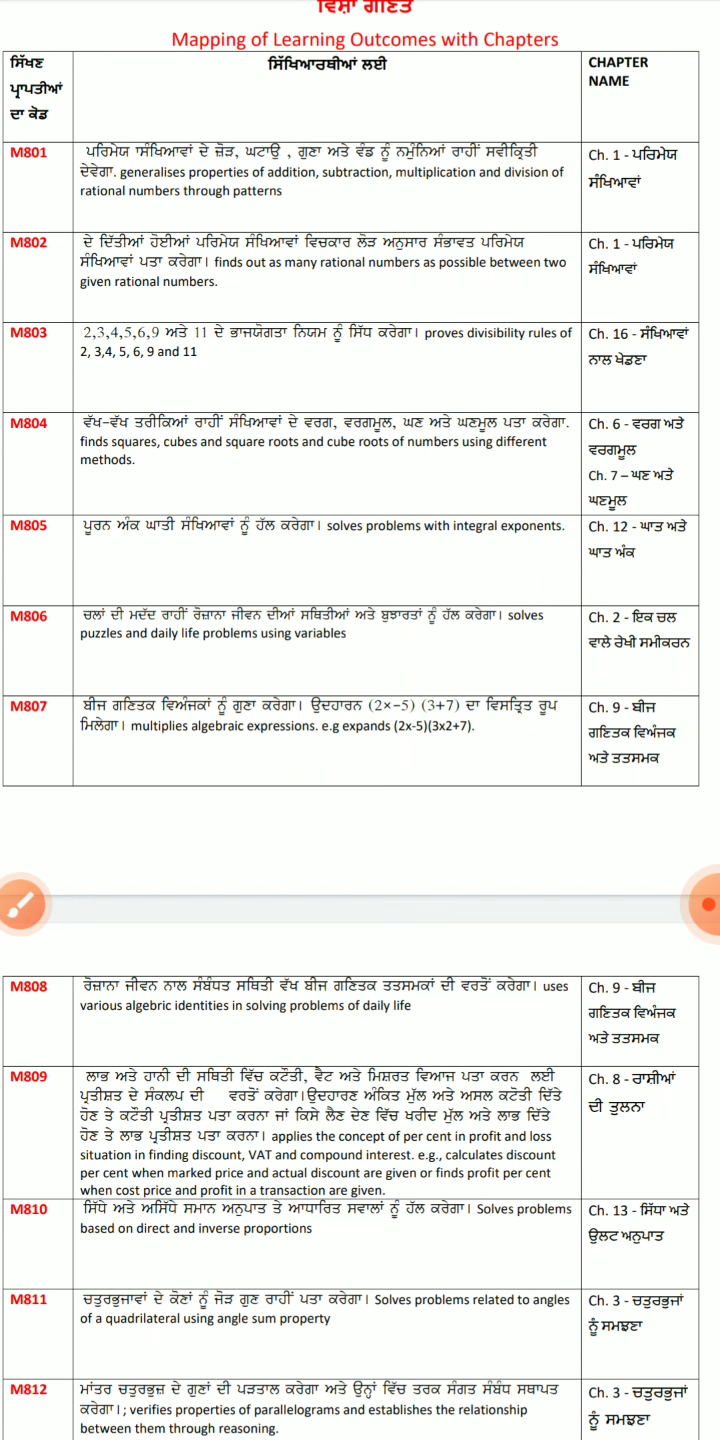 ਵਿਸ਼ਾ ਗਣਿਤ
Mapping of Learning Outcomes with Chapters
ਸਿੱਖਣ
ਪ੍ਰਾਪਤੀਆਂ
ਦਾ ਕੋਡ
ਸਿੱਖਿਆਰਥੀਆਂ ਲਈ
CHAPTER
NAME
M801
ਪਰਿਮੇਯ ਾਸੰਖਿਆਵਾਂ ਦੇ ਜ਼ੋੜ, ਘਟਾਉ , ਗੁਣਾ ਅਤੇ ਵੰਡ ਨੂੰ ਨਮੁੰਨਿਆਂ ਰਾਹੀਂ ਸਵੀਕ੍ਰਿਤੀ
ਦੇਵੇਗਾ. generalises properties of addition, subtraction, multiplication and division of
rational numbers through patterns
Ch. 1 - ਪਰਿਮੇਯ
ਸੰਖਿਆਵਾਂ
M802
ਦੇ ਦਿੱਤੀਆਂ ਹੋਈਆਂ ਪਰਿਮੇਯ ਸੰਖਿਆਵਾਂ ਵਿਚਕਾਰ ਲੋੜ ਅਨੁਸਾਰ ਸੰਭਾਵਤ ਪਰਿਮੇਯ
ਸੰਖਿਆਵਾਂ ਪਤਾ ਕਰੇਗਾ। finds out as many rational numbers as possible between two
given rational numbers.
Ch. 1 - ਪਰਿਮੇਯ
ਸੰਖਿਆਵਾਂ
M803
2,3,4,5,6,9 ਅਤੇ 11 ਦੇ ਭਾਜਯੋਗਤਾ ਨਿਯਮ ਨੂੰ ਸਿੱਧ ਕਰੇਗਾ। proves divisibility rules of
2, 3,4, 5, 6, 9 and 11
Ch. 16 - ਸੰਖਿਆਵਾਂ
ਨਾਲ ਖੇਡਣਾ
M804
ਵੱਖ-ਵੱਖ ਤਰੀਕਿਆਂ ਰਾਹੀਂ ਸੰਖਿਆਵਾਂ ਦੇ ਵਰਗ, ਵਰਗਮੂਲ, ਘਣ ਅਤੇ ਘਣਮੂਲ ਪਤਾ ਕਰੇਗਾ.
finds squares, cubes and square roots and cube roots of numbers using different
methods.
Ch. 6 - ਵਰਗ ਅਤੇ
ਵਰਗਮੂਲ
Ch. 7 – ਘਣ ਅਤੇ
ਘਣਮੂਲ
M805
ਪੂਰਨ ਅੰਕ ਘਾਤੀ ਸੰਖਿਆਵਾਂ ਨੂੰ ਹੱਲ ਕਰੇਗਾ। solves problems with integral exponents.
Ch. 12 - ਘਾਤ ਅਤੇ
ਘਾਤ ਅੰਕ
M806
ਚਲਾਂ ਦੀ ਮਦੱਦ ਰਾਹੀਂ ਰੋਜ਼ਾਨਾ ਜੀਵਨ ਦੀਆਂ ਸਥਿਤੀਆਂ ਅਤੇ ਬੁਝਾਰਤਾਂ ਨੂੰ ਹੱਲ ਕਰੇਗਾ। solves
puzzles and daily life problems using variables
Ch. 2 - ਇਕ ਚਲ
ਵਾਲੇ ਰੇਖੀ ਸਮੀਕਰਨ
M807
ਬੀਜ ਗਣਿਤਕ ਵਿਅੰਜਕਾਂ ਨੂੰ ਗੁਣਾ ਕਰੇਗਾ। ਉਦਹਾਰਨ (2×-5) (3+7) ਦਾ ਵਿਸਤ੍ਰਿਤ ਰੂਪ
ਮਿਲੇਗਾ। multiplies algebraic expressions. e.g expands (2x-5)(3x2+7).
Ch. 9 - ਬੀਜ
ਗਣਿਤਕ ਵਿਅੰਜਕ
ਅਤੇ ਤਤਸਮਕ
M808
ਰੋਜ਼ਾਨਾ ਜੀਵਨ ਨਾਲ ਸੰਬੰਧਤ ਸਥਿਤੀ ਵੱਖ ਬੀਜ ਗਣਿਤਕ ਤਤਸਮਕਾਂ ਦੀ ਵਰਤੋਂ ਕਰੇਗਾ। uses
various algebric identities in solving problems of daily life
Ch. 9 - ਬੀਜ
ਗਣਿਤਕ ਵਿਅੰਜਕ
ਅਤੇ ਤਤਸਮਕ
M809
ਲਾਭ ਅਤੇ ਹਾਨੀ ਦੀ ਸਥਿਤੀ ਵਿੱਚ ਕਟੌਤੀ, ਵੈਟ ਅਤੇ ਮਿਸ਼ਰਤ ਵਿਆਜ ਪਤਾ ਕਰਨ ਲਈ
ਪ੍ਰਤੀਸ਼ਤ ਦੇ ਸੰਕਲਪ ਦੀ ਵਰਤੋਂ ਕਰੇਗਾ।ਉਦਹਾਰਣ ਅੰਕਿਤ ਮੁੱਲ ਅਤੇ ਅਸਲ ਕਟੋਤੀ ਦਿੱਤੇ
ਹੋਣ ਤੇ ਕਟੌਤੀ ਪ੍ਰਤੀਸ਼ਤ ਪਤਾ ਕਰਨਾ ਜਾਂ ਕਿਸੇ ਲੈਣ ਦੇਣ ਵਿੱਚ ਖਰੀਦ ਮੁੱਲ ਅਤੇ ਲਾਭ ਦਿੱਤੇ
ਹੋਣ ਤੇ ਲਾਭ ਪ੍ਰਤੀਸ਼ਤ ਪਤਾ ਕਰਣਾ। applies the concept of per cent in profit and loss
situation in finding discount, VAT and compound interest. e.g., calculates discount
per cent when marked price and actual discount are given or finds profit per cent
when cost price and profit in a transaction are given.
Ch. 8 - ਰਾਸ਼ੀਆਂ
ਦੀ ਤੁਲਨਾ
M810
ਸਿੱਧੇ ਅਤੇ ਅਸਿੱਧੇ ਸਮਾਨ ਅਨੁਪਾਤ ਤੇ ਆਧਾਰਿਤ ਸਵਾਲਾਂ ਨੂੰ ਹੱਲ ਕਰੇਗਾ। Solves problems
based on direct and inverse proportions
Ch. 13 - ਸਿੱਧਾ ਅਤੇ
ਉਲਟ ਅਨੁਪਾਤ
M811
ਚਤੁਰਭੁਜਾਵਾਂ ਦੇ ਕੋਣਾਂ ਨੂੰ ਜੋੜ ਗੁਣ ਰਾਹੀਂ ਪਤਾ ਕਰੇਗਾ। Solves problems related to angles
of a quadrilateral using angle sum property
Ch. 3 - ਚਤੁਰਭੁਜਾਂ
ਨੂੰ ਸਮਝਣਾ
M812
ਮਾਂਤਰ ਚਤੁਰਭੁਜ਼ ਦੇ ਗੁਣਾਂ ਦੀ ਪੜਤਾਲ ਕਰੇਗਾ ਅਤੇ ਉਨ੍ਹਾਂ ਵਿੱਚ ਤਰਕ ਸੰਗਤ ਸੰਬੰਧ ਸਥਾਪਤ
ਕਰੇਗਾ।; verifies properties of parallelograms and establishes the relationship
between them through reasoning.
Ch. 3 - ਚਤੁਰਭੁਜਾਂ
ਨੂੰ ਸਮਝਣਾ